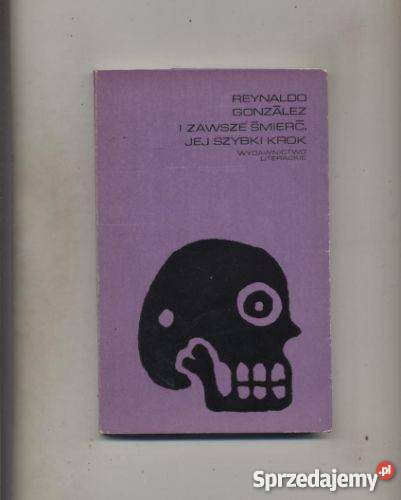 REYNALDO
GONZÁLEZ
I ZAWSZE ŚMIERĆ,
JEJ SZYBKI KROK
WYDAWNICTWO
LITERACKIE
Sprzedajemy.pl